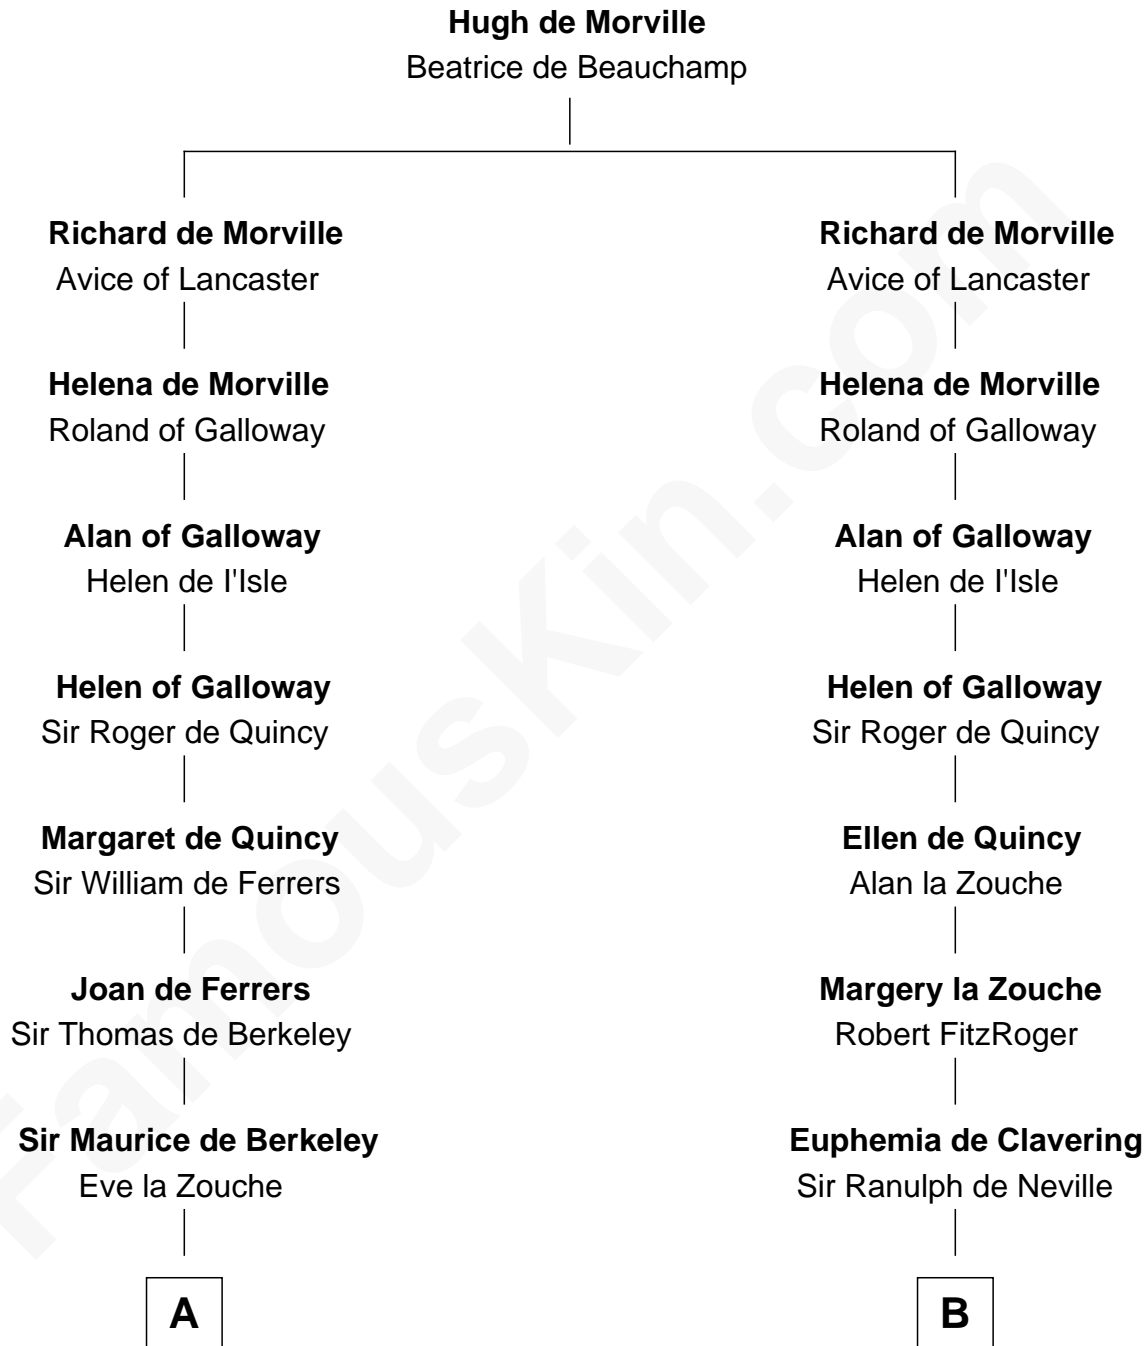 Hugh de Morville
Beatrice de Beauchamp
Richard de Morville
Avice of Lancaster
Helena de Morville
Roland of Galloway
Alan of Galloway
Helen de I'Isle
Helen of Galloway
Sir Roger de Quincy
Margaret de Quincy
Sir William de Ferrers
Joan de Ferrers
Sir Thomas de Berkeley
Sir Maurice de Berkeley
Eve la Zouche
A
Richard de Morville
Avice of Lancaster
Helena de Morville
Roland of Galloway
Alan of Galloway
Helen de I'Isle
Helen of Galloway
Sir Roger de Quincy
Ellen de Quincy
Alan la Zouche
Margery la Zouche
Robert FitzRoger
Euphemia de Clavering
Sir Ranulph de Neville
B
FamousKin.com